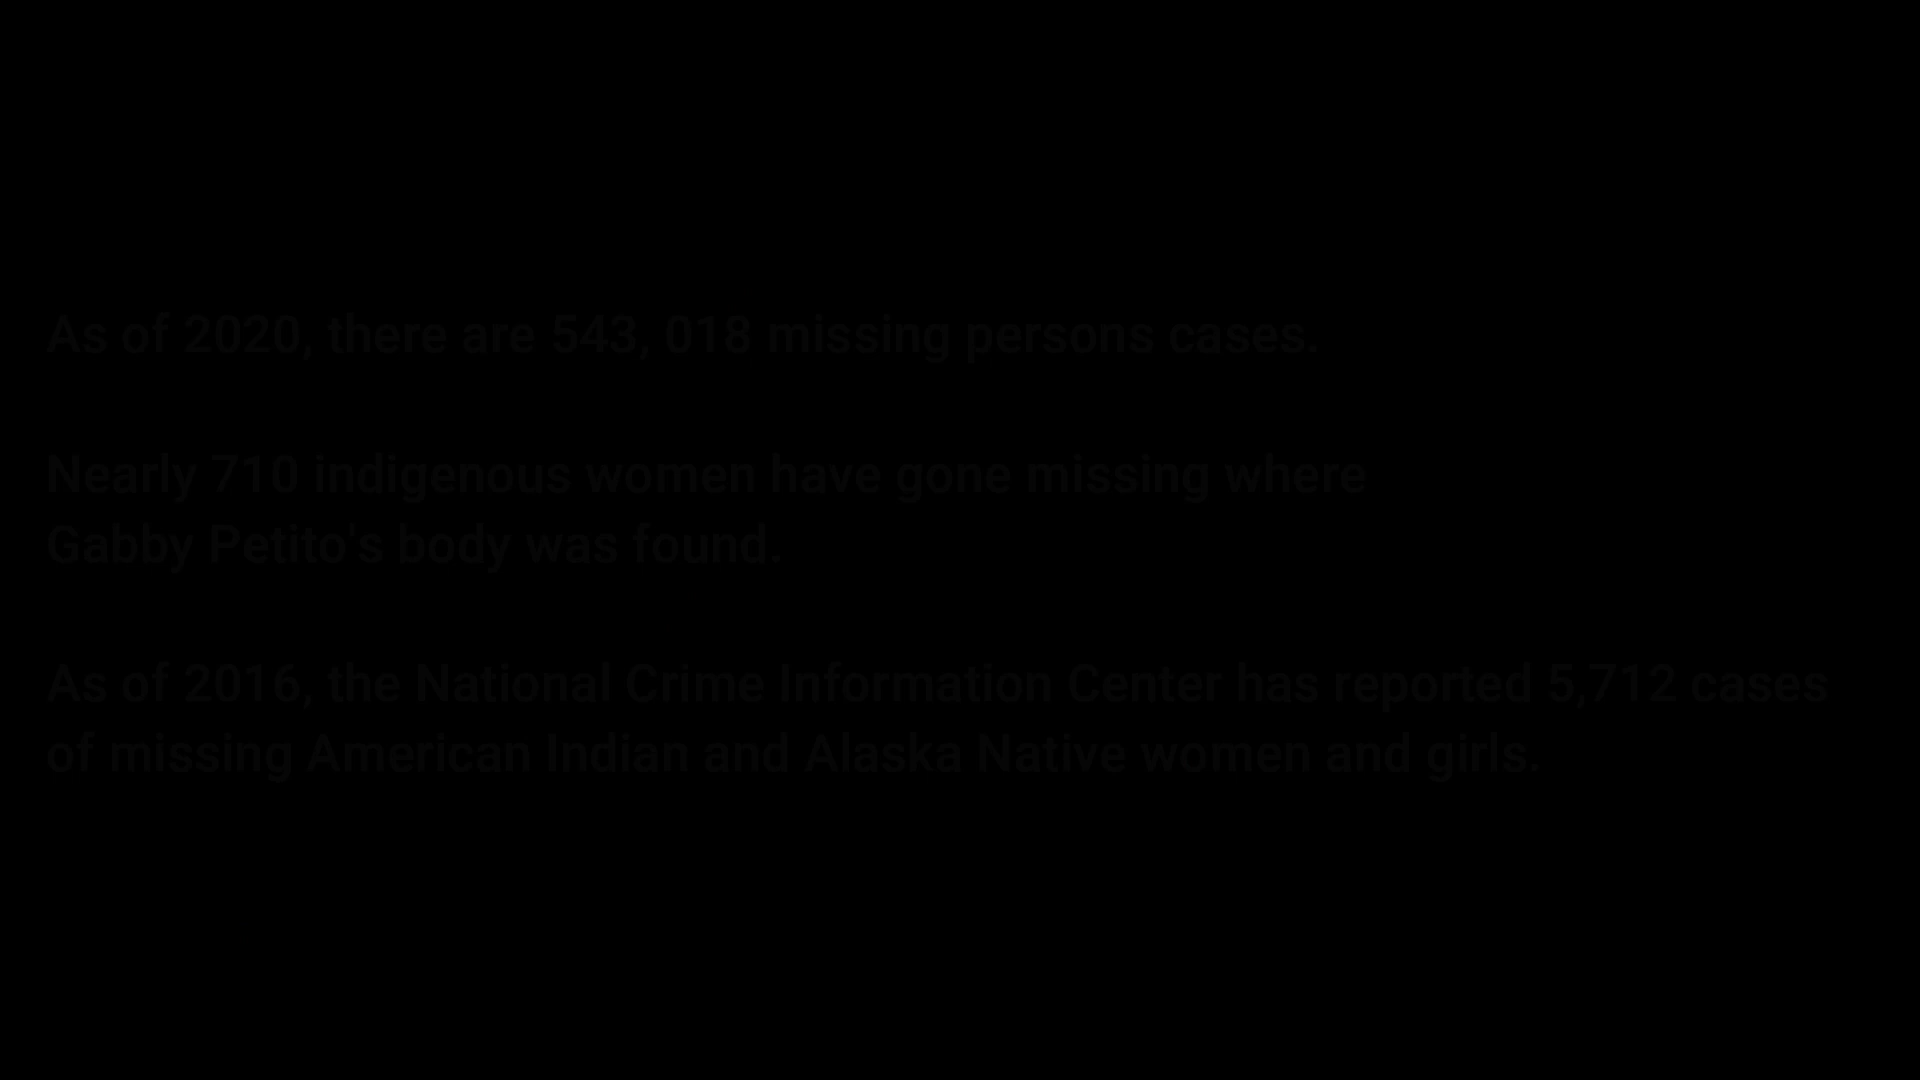 As of 2020, there are 543, 018 missing persons cases.
Nearly 710 indigenous women have gone missing where
Gabby Petito's body was found.
As of 2016, the National Crime Information Center has reported 5,712 cases
of missing American Indian and Alaska Native women and girls.